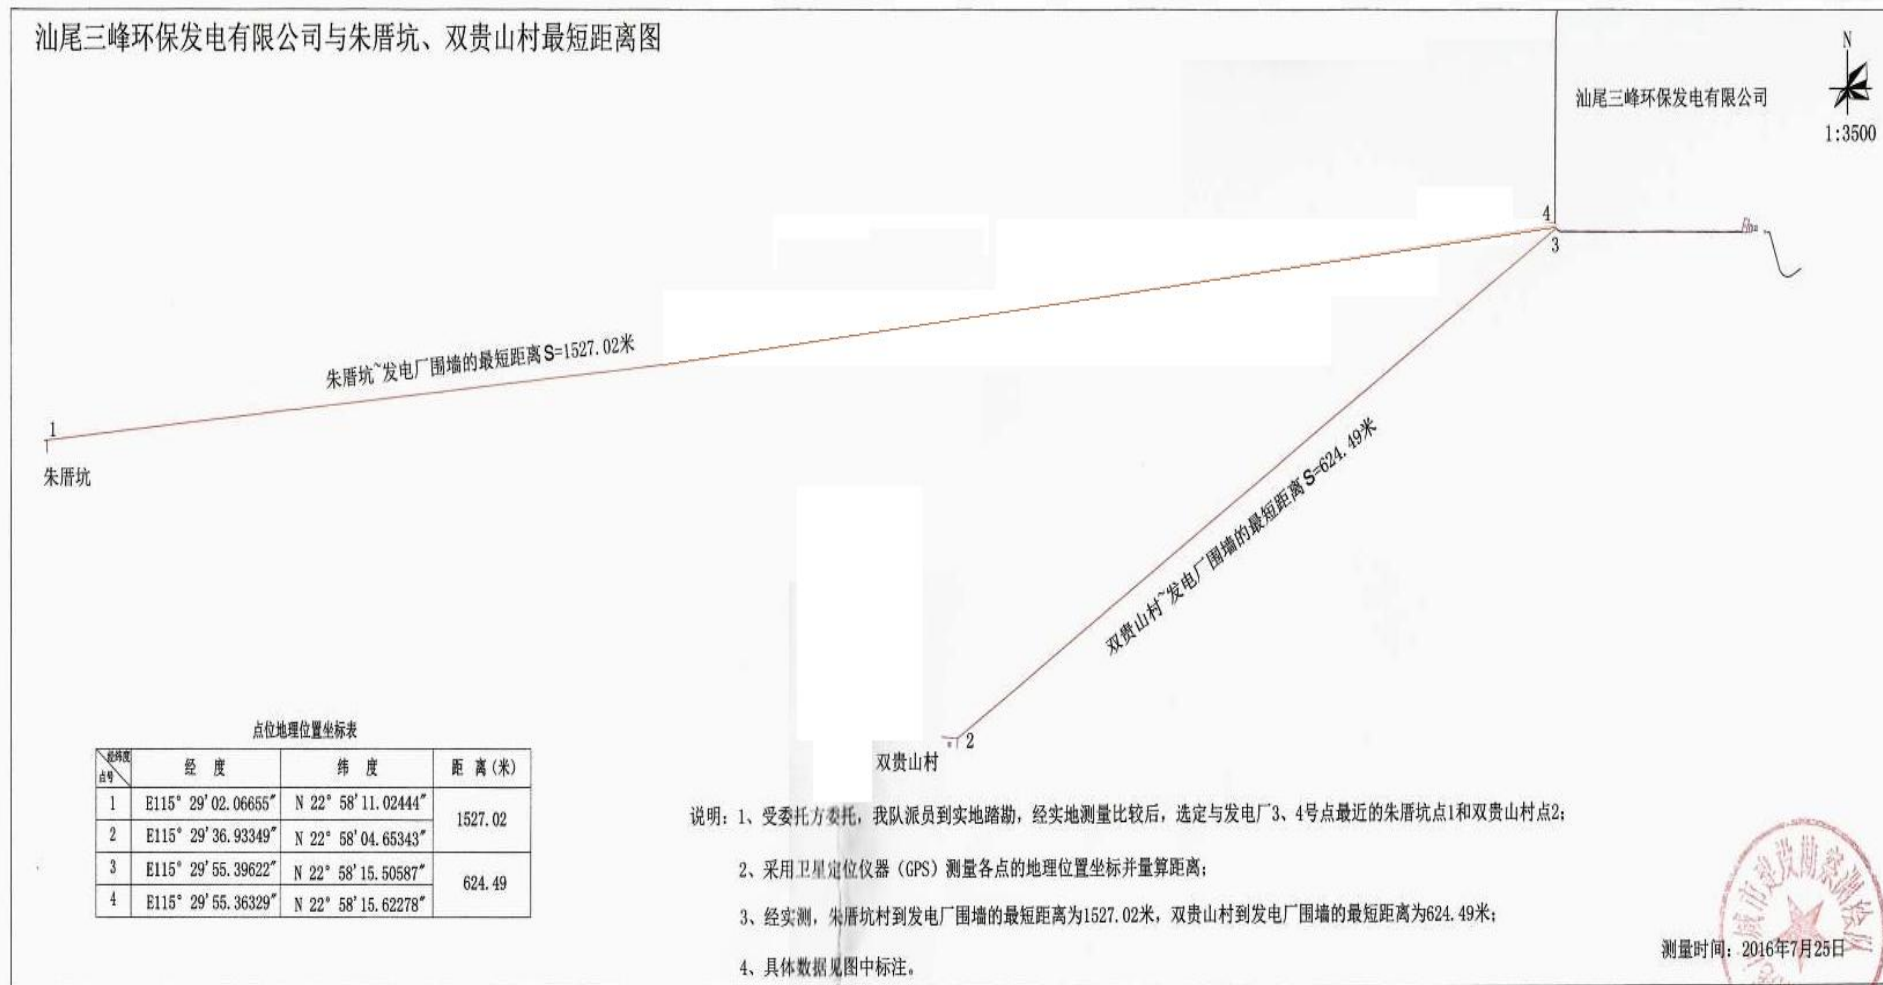 汕尾三峰环保发电有限公司与朱厝坑、双贵山村最短距离图
N
汕尾三峰环保发电有限公司
1:3500
4
3
朱厝坑~发电厂围墙的最短距离S=1527.02米
1
朱厝坑
双贵山村~发电厂围墙的最短距离S=624.49米
2
双贵山村
点位地理位置坐标表
经纬度
点号
经 度 纬 度 距 离(米)
1 E115° 29′02.06655″ N 22° 58′11.02444″
1527.02
2 E115° 29′36.93349″ N 22° 58′04.65343″
3 E115° 29′55.39622″ N 22° 58′15.50587″
624.49
4 E115° 29′55.36329″ N 22° 58′15.62278″
说明：1、受委托方委托，我队派员到实地踏勘，经实地测量比较后，选定与发电厂3、4号点最近的朱厝坑点1和双贵山村点2；
2、采用卫星定位仪器（GPS）测量各点的地理位置坐标并量算距离；
3、经实测，朱厝坑村到发电厂围墙的最短距离为1527.02米，双贵山村到发电厂围墙的最短距离为624.49米；
4、具体数据见图中标注。
测量时间：2016年7月25日